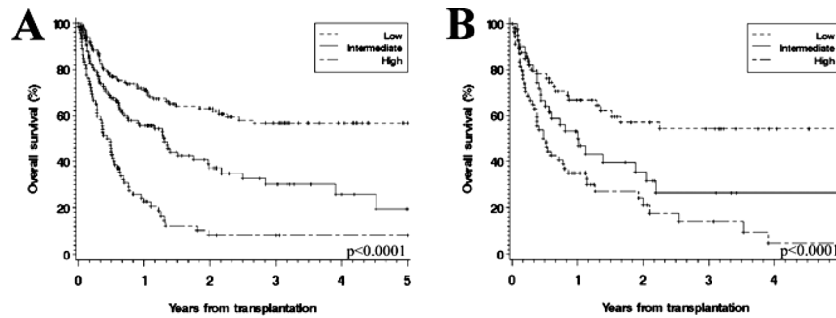 A
Low
Intermediate
High
Overall survival (%)
100
80
60
40
20
0
p<0.0001
0 1 2 3 4 5
Years from transplantation
B
Low
Intermediate
High
Overall survival (%)
100
80
60
40
20
0
p<0.0001
0 1 2 3 4
Years from transplantation